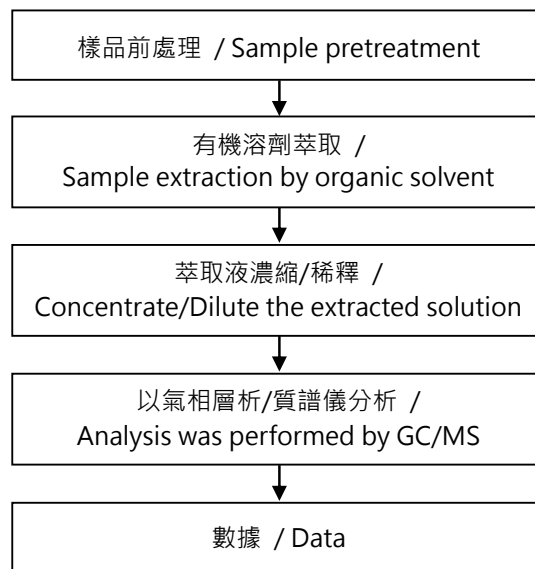 樣品前處理 / Sample pretreatment
有機溶劑萃取 /
Sample extraction by organic solvent
萃取液濃縮/稀釋 /
Concentrate/Dilute the extracted solution
以氣相層析/質譜儀分析 /
Analysis was performed by GC/MS
數據 / Data